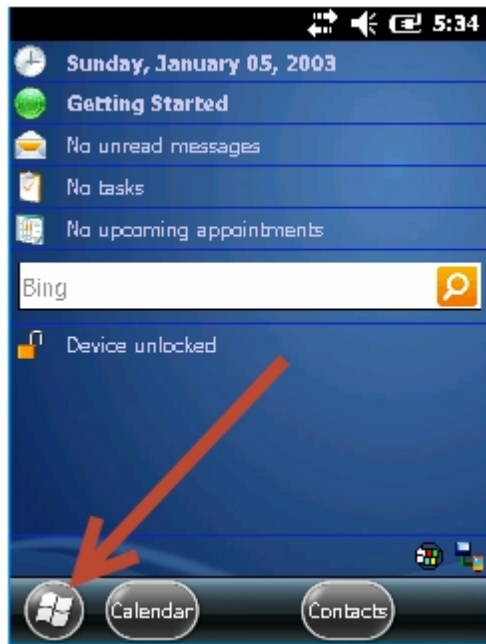 5:34
Sunday, January 05, 2003
Getting Started
No unread messages
No tasks
No upcoming appointments
Bing
Device unlocked
Calendar Contacts